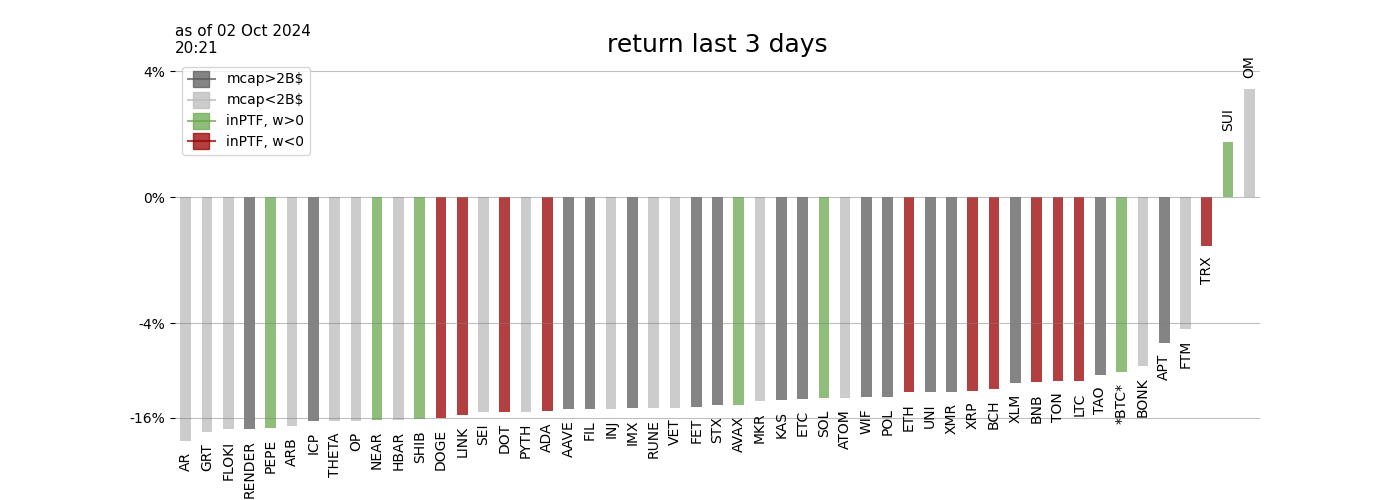 as of 02 Oct 2024
20:21
return last 3 days
mcap>2B$
mcap<2B$
inPTF, w>0
inPTF, w<0
4%
0%
-4%
-16%
AR
GRT
FLOKI
RENDER
PEPE
ARB
ICP
THETA
OP
NEAR
HBAR
SHIB
DOGE
LINK
SEI
DOT
PYTH
ADA
AAVE
FIL
INJ
IMX
RUNE
VET
FET
STX
AVAX
MKR
KAS
ETC
SOL
ATOM
WIF
POL
ETH
UNI
XMR
XRP
BCH
XLM
BNB
TON
LTC
TAO
*BTC*
BONK
APT
FTM
TRX
SUI
OM